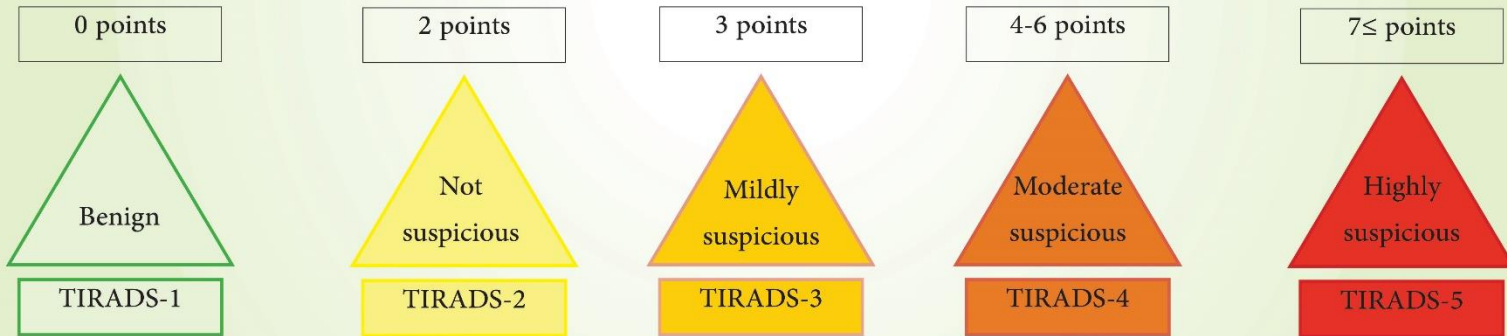 0 points
2 points
3 points
4-6 points
7≤ points
Benign
Not
suspicious
Mildly
suspicious
Moderate
suspicious
Highly
suspicious
TIRADS-1
TIRADS-2
TIRADS-3
TIRADS-4
TIRADS-5